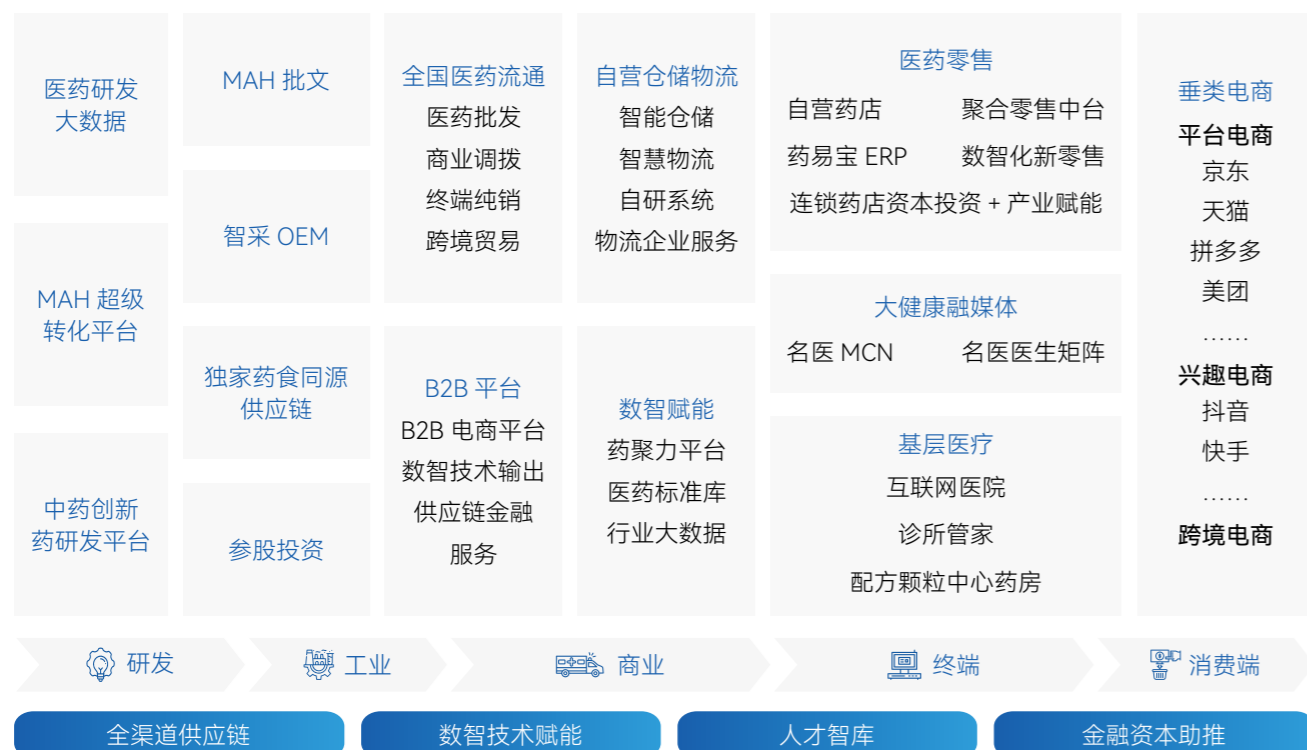 医药研发
大数据
MAH 超级
转化平台
中药创新
药研发平台
MAH 批文
智采 OEM
独家药食同源
供应链
参股投资
全国医药流通
医药批发
商业调拨
终端纯销
跨境贸易
B2B 平台
B2B 电商平台
数智技术输出
供应链金融
服务
自营仓储物流
智能仓储
智慧物流
自研系统
物流企业服务
数智赋能
药聚力平台
医药标准库
行业大数据
医药零售
自营药店 聚合零售中台
药易宝 ERP 数智化新零售
连锁药店资本投资 + 产业赋能
大健康融媒体
名医 MCN 名医医生矩阵
基层医疗
互联网医院
诊所管家
配方颗粒中心药房
垂类电商
平台电商
京东
天猫
拼多多
美团
……
兴趣电商
抖音
快手
……
跨境电商
研发 工业 商业 终端 消费端
全渠道供应链 数智技术赋能 人才智库 金融资本助推